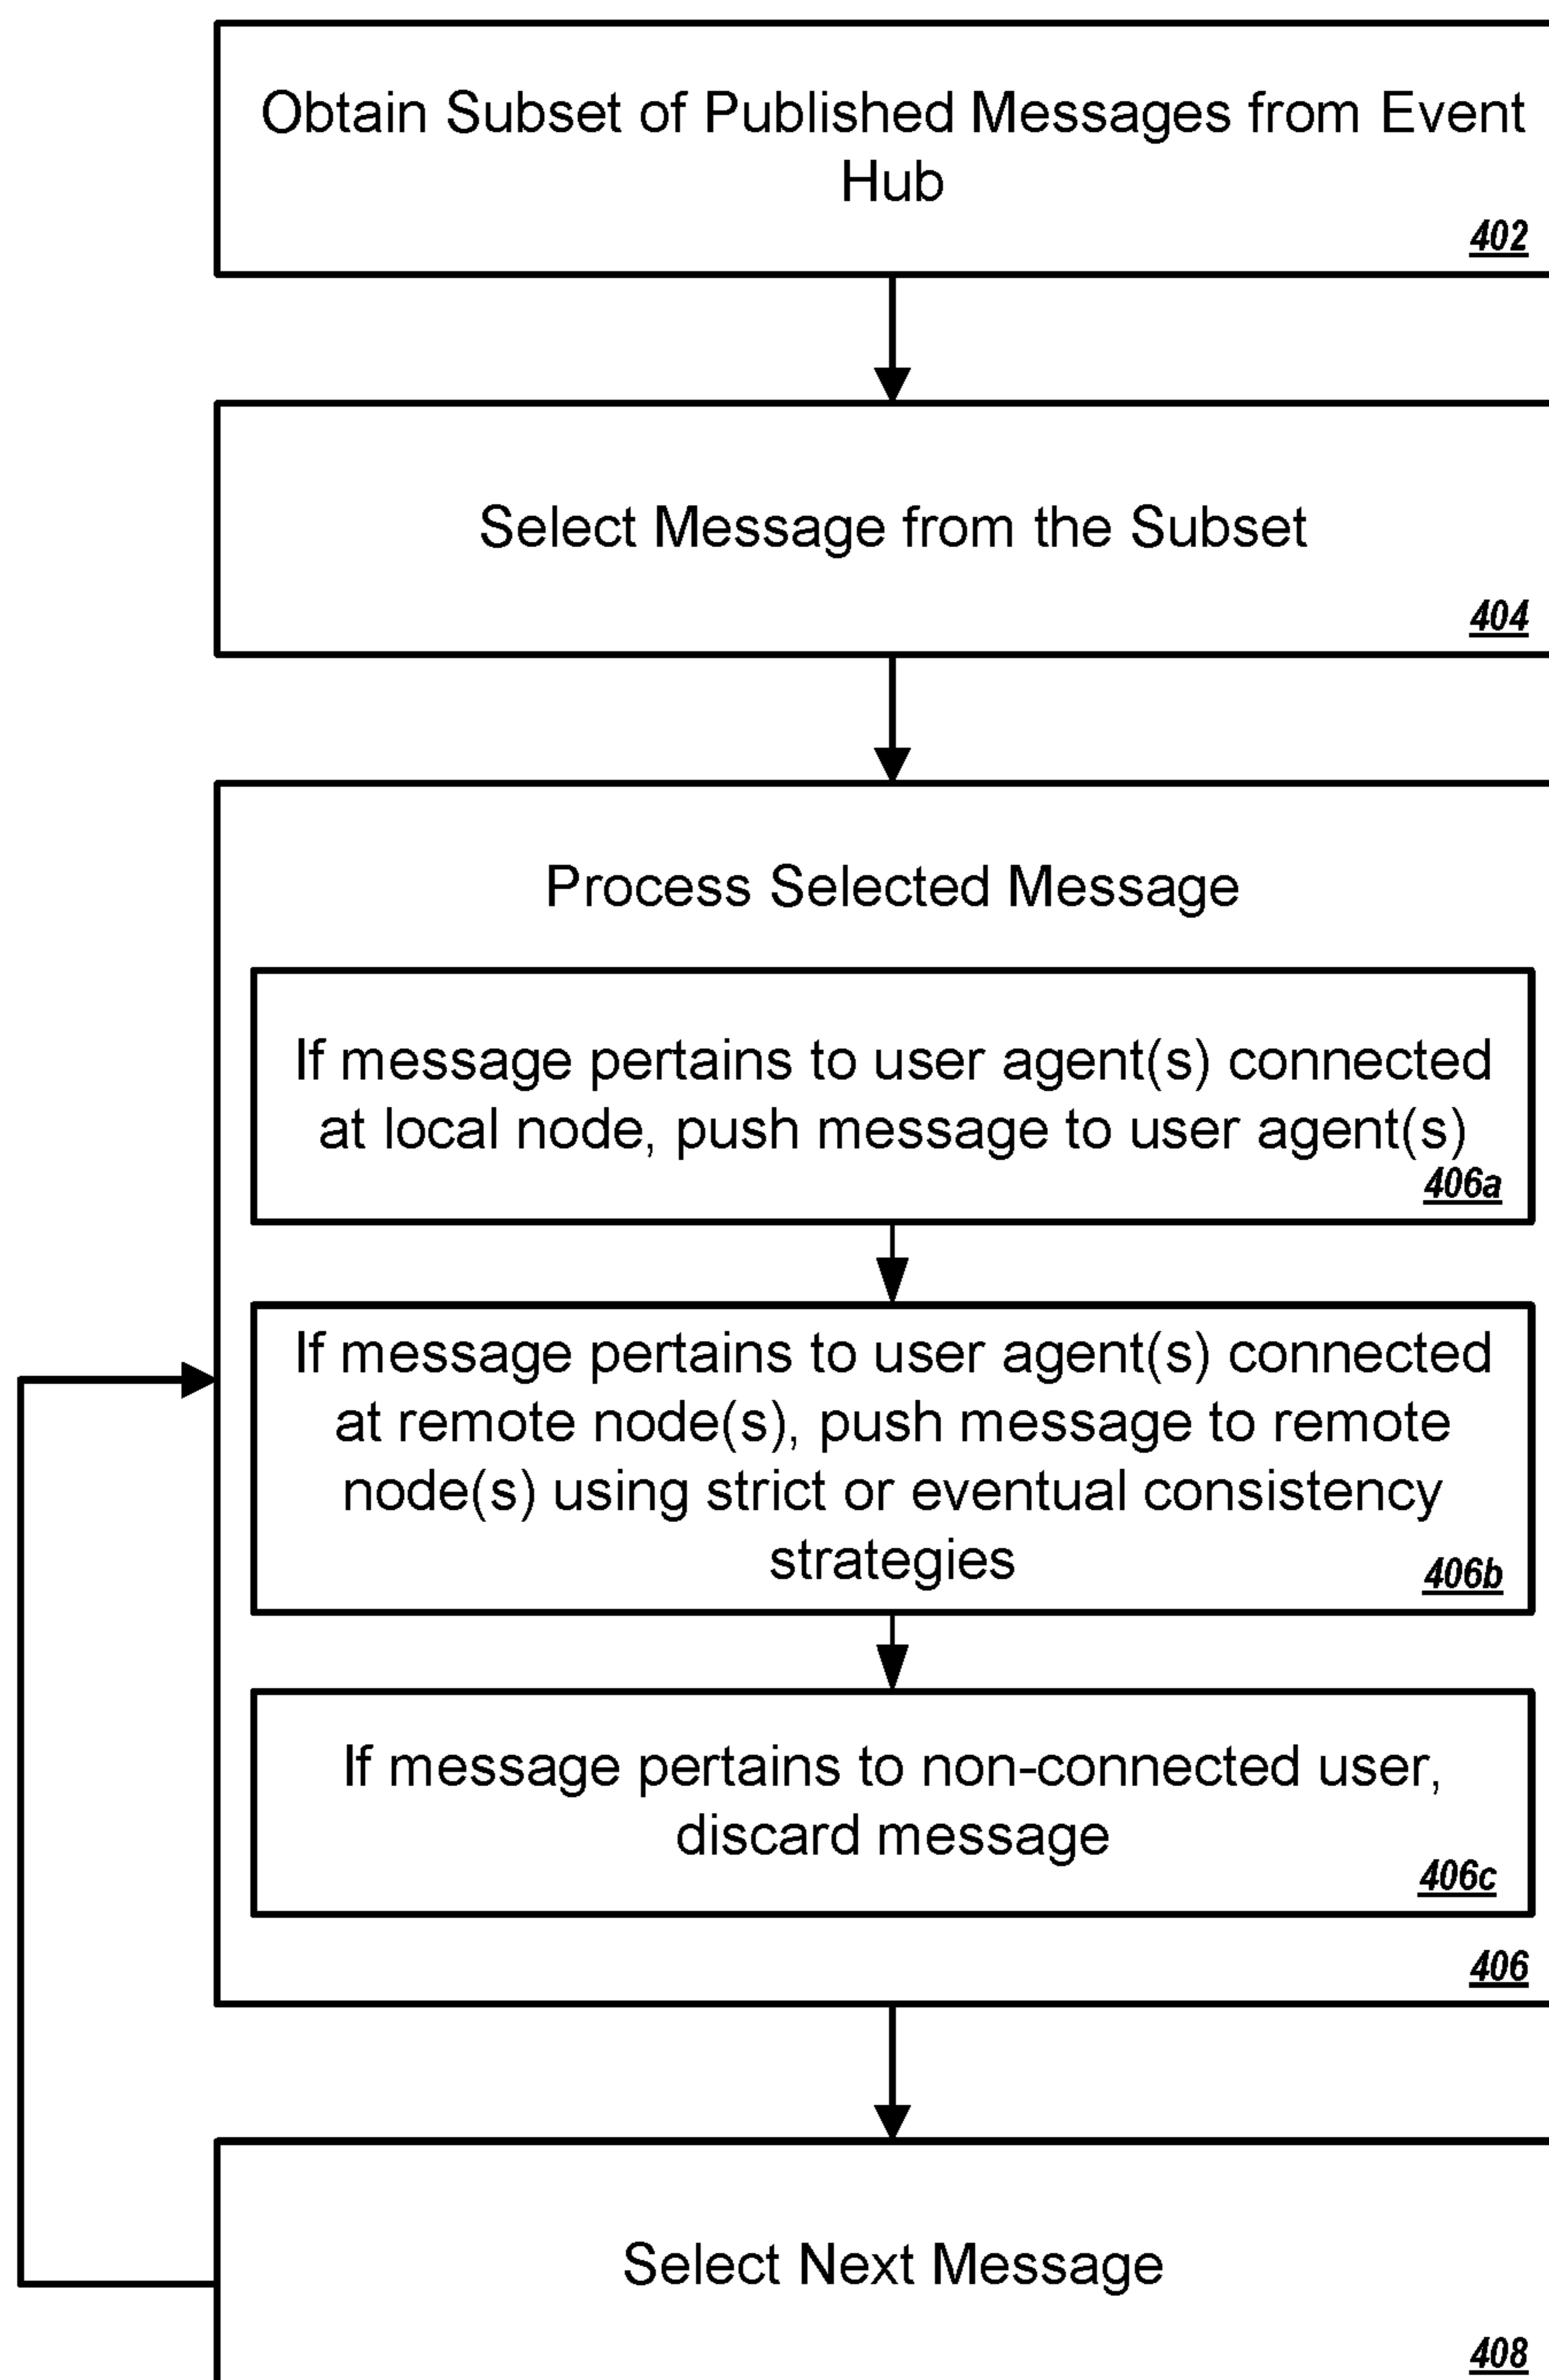 Obtain Subset of Published Messages from Event
Hub
402
Select Message from the Subset
404
Process Selected Message
If message pertains to user agent(s) connected
at local node, push message to user agent(s)
406a
If message pertains to user agent(s) connected
at remote node(s), push message to remote
node(s) using strict or eventual consistency
strategies
406b
If message pertains to non-connected user,
discard message
406c
406
Select Next Message
408